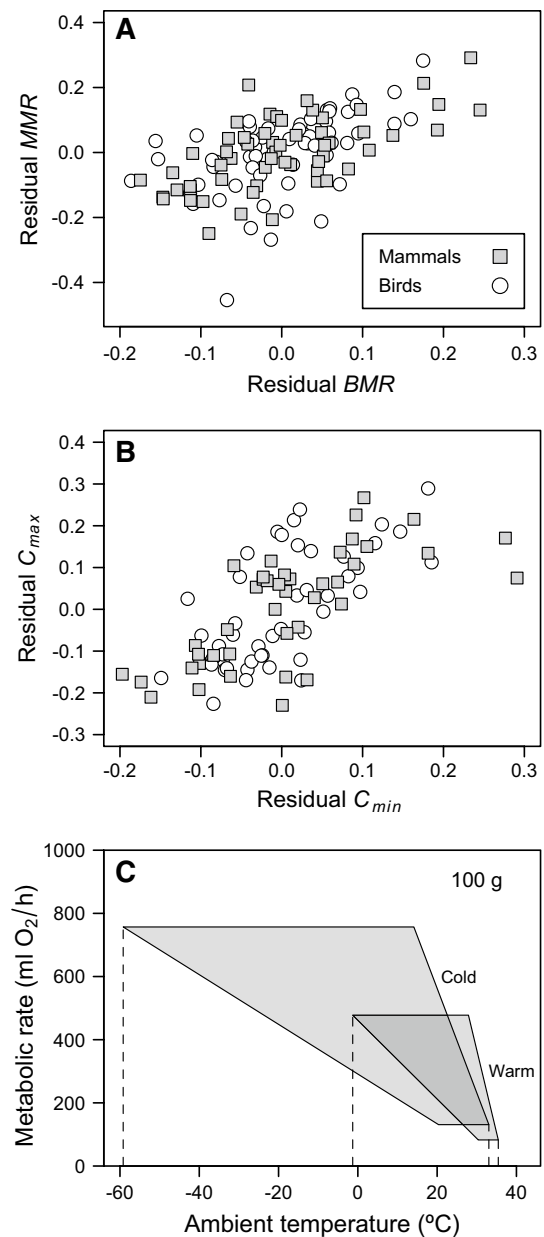 A
0.4
0.2
0.0
-0.2
-0.4
Residual MMR
Mammals
Birds
-0.2 -0.1 0.0 0.1 0.2 0.3
Residual BMR
B
0.4
0.3
0.2
0.1
0.0
-0.1
-0.2
-0.3
Residual Cmax
-0.2 -0.1 0.0 0.1 0.2 0.3
Residual Cmin
C
100 g
1000
800
600
400
200
0
Metabolic rate (ml O2/h)
Cold
Warm
-60 -40 -20 0 20 40
Ambient temperature (ºC)